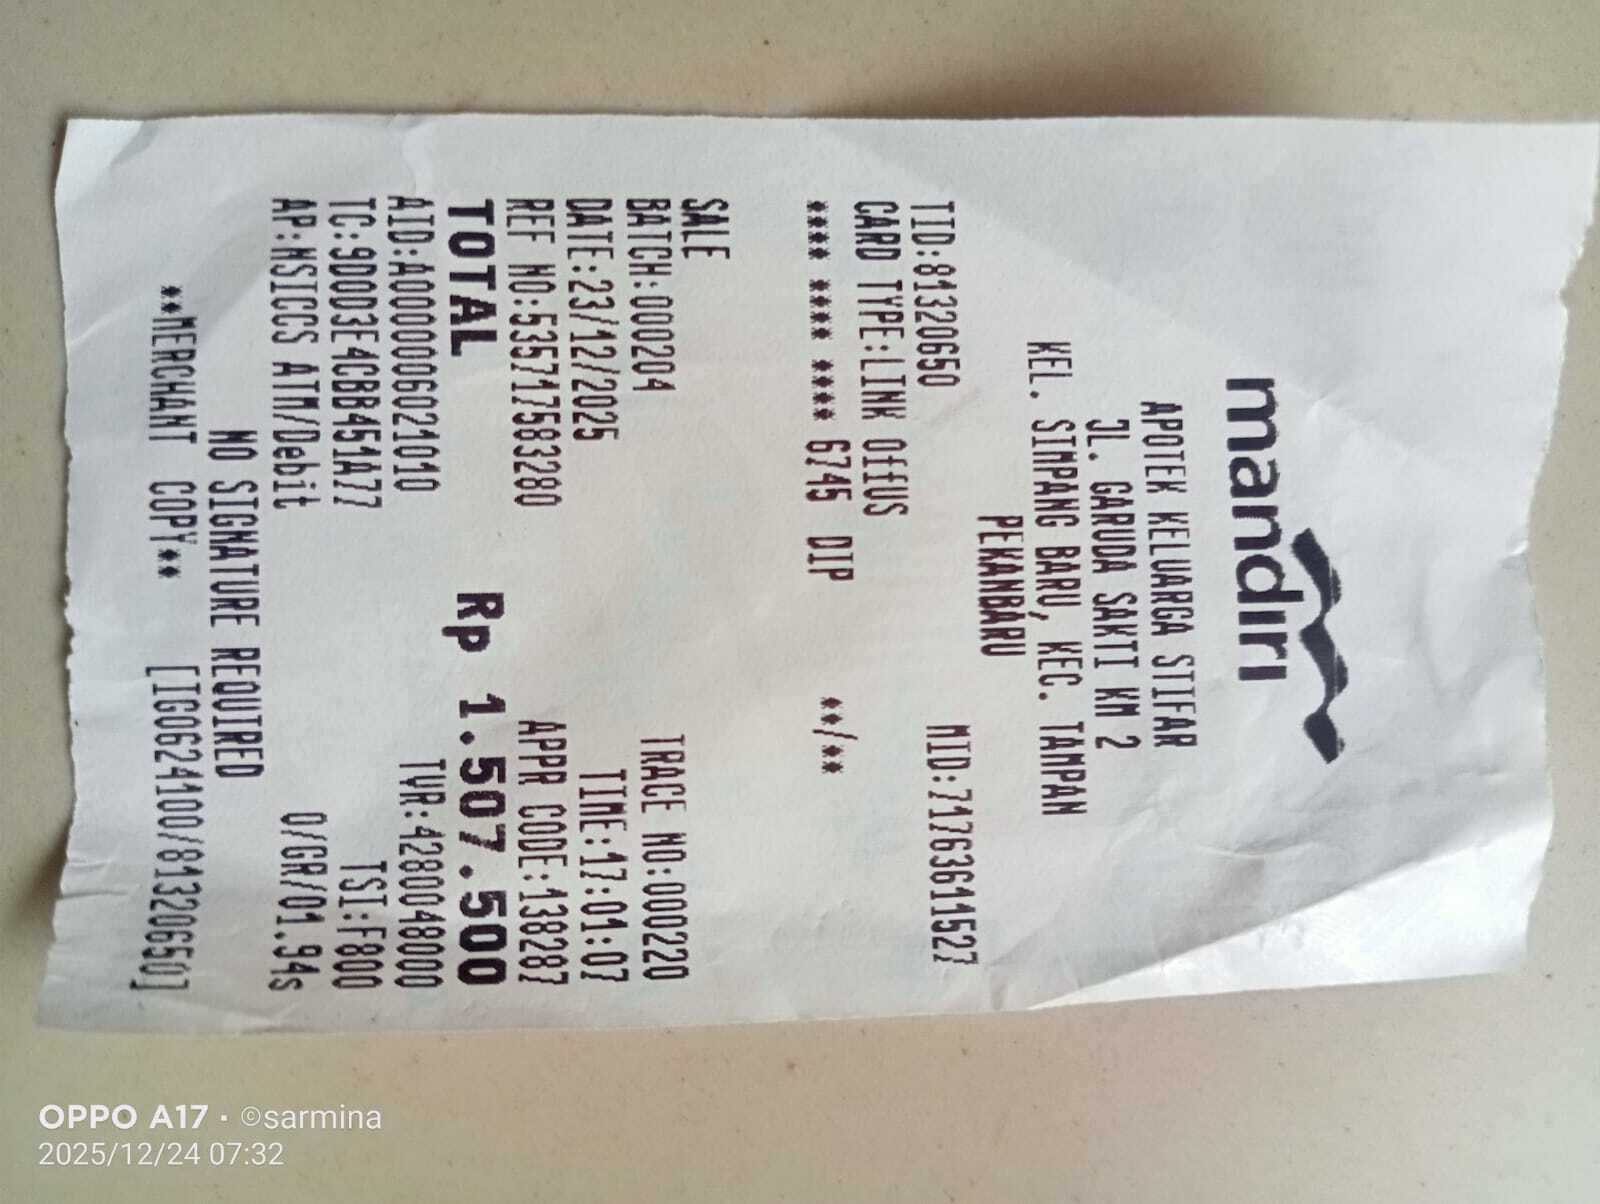 mandiri
APOTEK KELUARGA STIFAR
JL. GARUDA SAKTI KM 2
KEL. SIMPANG BARU, KEC. TAMPAN
PEKANBARU
TID:81320650 MID:71763611527
CARD TYPE:LINK OFFUS
**** **** **** 6745 DIP **/**
SALE
BATCH:000204 TRACE NO:000220
DATE:23/12/2025 TIME:17:01:07
REF NO:535717583280 APPR CODE:138287
TOTAL Rp 1.507.500
AID:A0000006021010 TVR:4280048000
TC:9D003E4CBB451A77 TSI:F800
AP:NSICCS ATM/Debit 0/GR/01.94s
NO SIGNATURE REQUIRED
**MERCHANT COPY** [IG0624100/81320650]
OPPO A17 · ©sarmina
2025/12/24 07:32